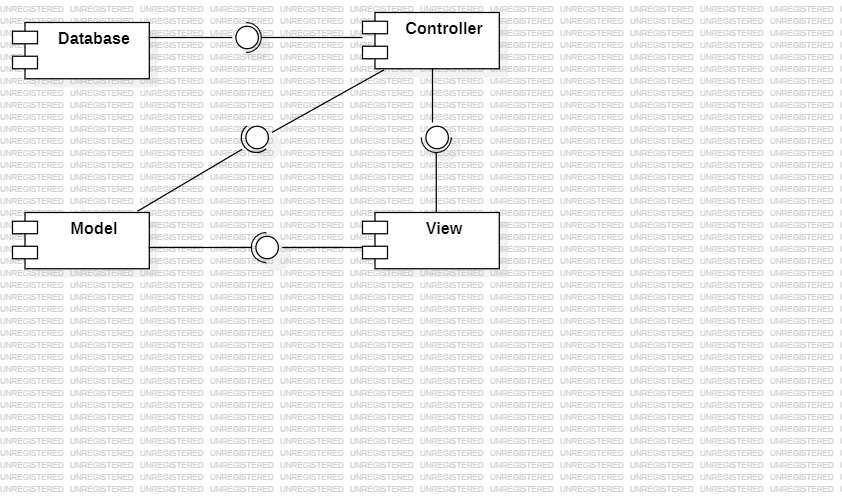 UNREGISTERED UNREGISTERED UNREGISTERED UNREGISTERED UNREGISTERED UNREGISTERED UNREGISTERED UNREGISTERED UNREGISTERED UNREGISTERED UNREGISTERED UNREGISTERED
Database
Controller
Model
View